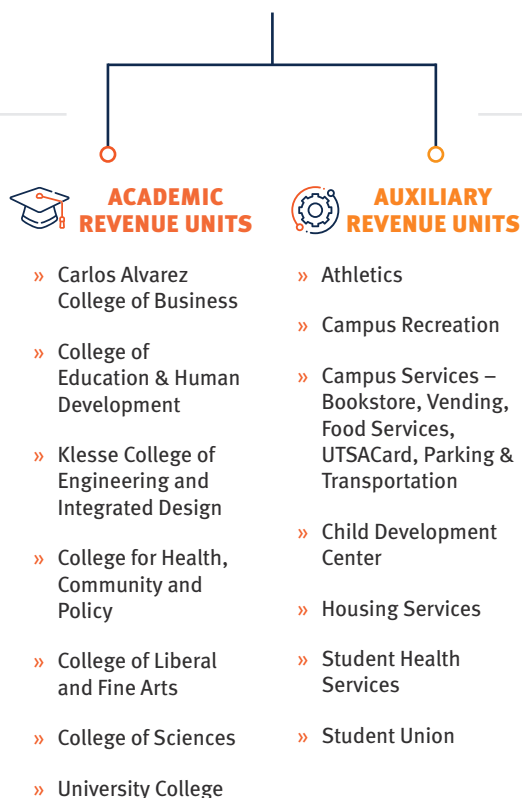 ACADEMIC
REVENUE UNITS
» Carlos Alvarez
College of Business
» College of
Education & Human
Development
» Klesse College of
Engineering and
Integrated Design
» College for Health,
Community and
Policy
» College of Liberal
and Fine Arts
» College of Sciences
» University College
AUXILIARY
REVENUE UNITS
» Athletics
» Campus Recreation
» Campus Services –
Bookstore, Vending,
Food Services,
UTSACard, Parking &
Transportation
» Child Development
Center
» Housing Services
» Student Health
Services
» Student Union